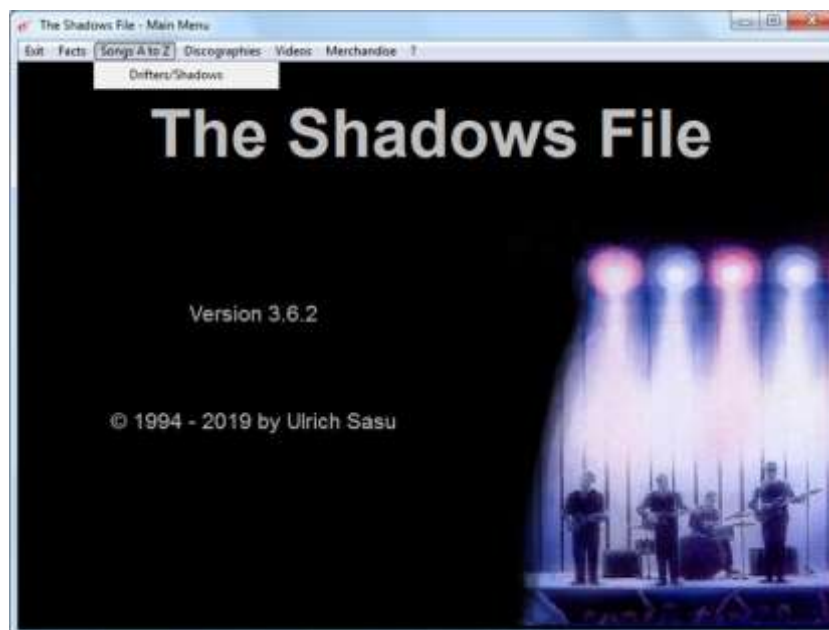 The Shadows File - Main Menu
Exit Facts Songs A to Z Discographies Videos Merchandise ?
Drifters/Shadows
The Shadows File
Version 3.6.2
© 1994 - 2019 by Ulrich Sasu